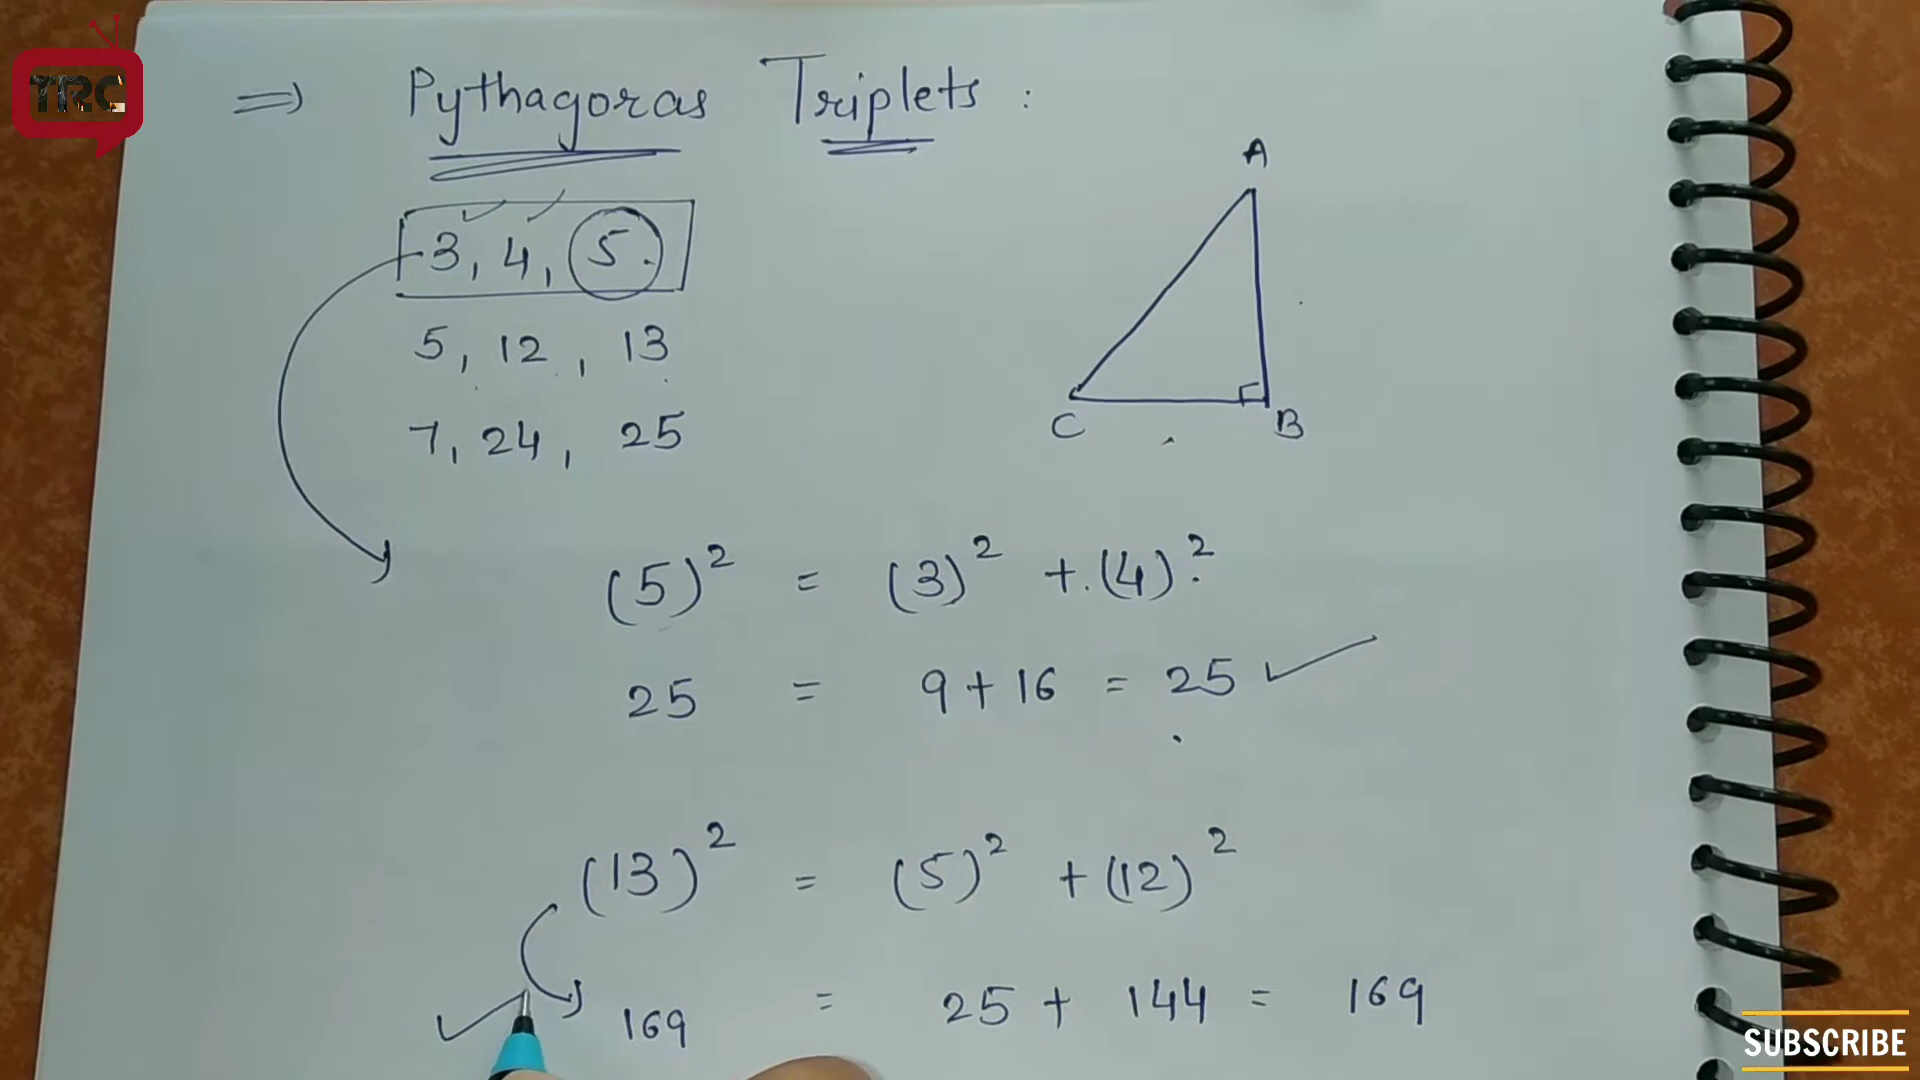 TRC
⇒ Pythagoras Triplets :
3, 4, 5.
5, 12, 13
7, 24, 25
A
C
B
(5)² = (3)² + (4)²
25 = 9 + 16 = 25 ✓
(13)² = (5)² + (12)²
✓ 169 = 25 + 144 = 169
SUBSCRIBE